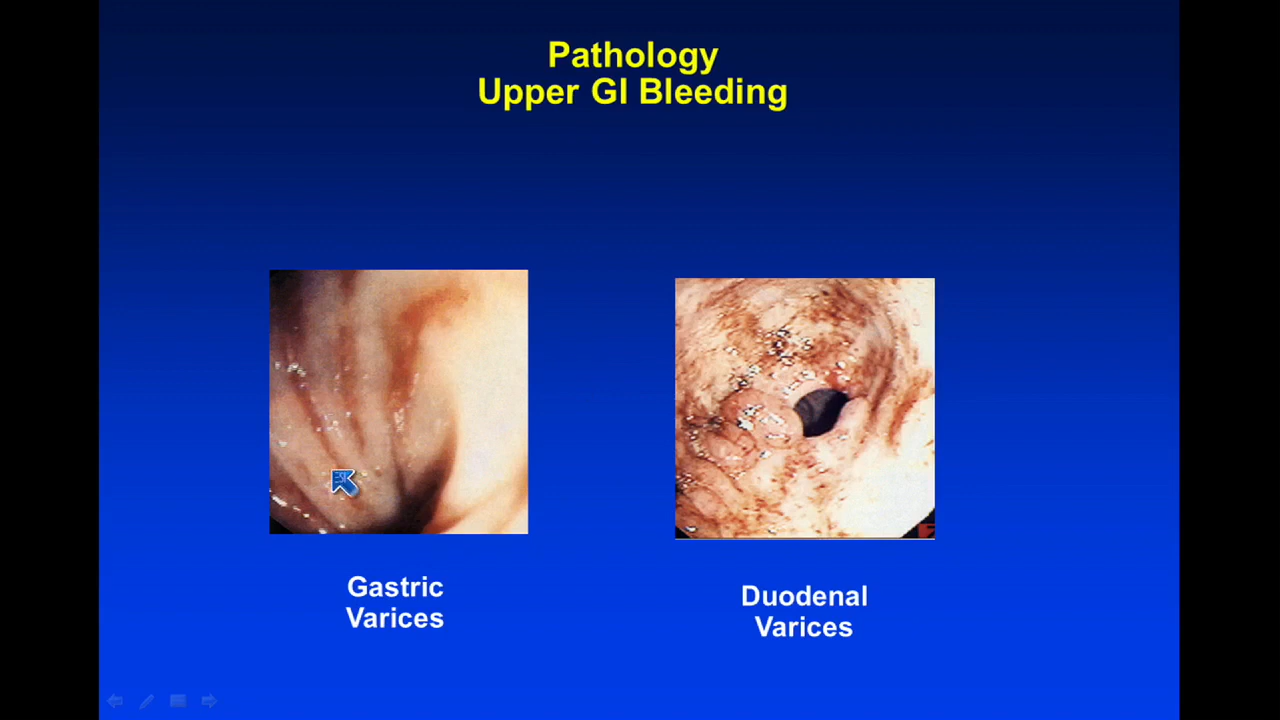 Pathology
Upper GI Bleeding
Gastric
Varices
Duodenal
Varices